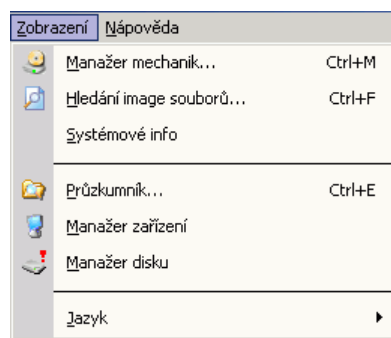 Zobrazení Nápověda
Manažer mechanik... Ctrl+M
Hledání image souborů... Ctrl+F
Systémové info
Průzkumník... Ctrl+E
Manažer zařízení
Manažer disku
Jazyk